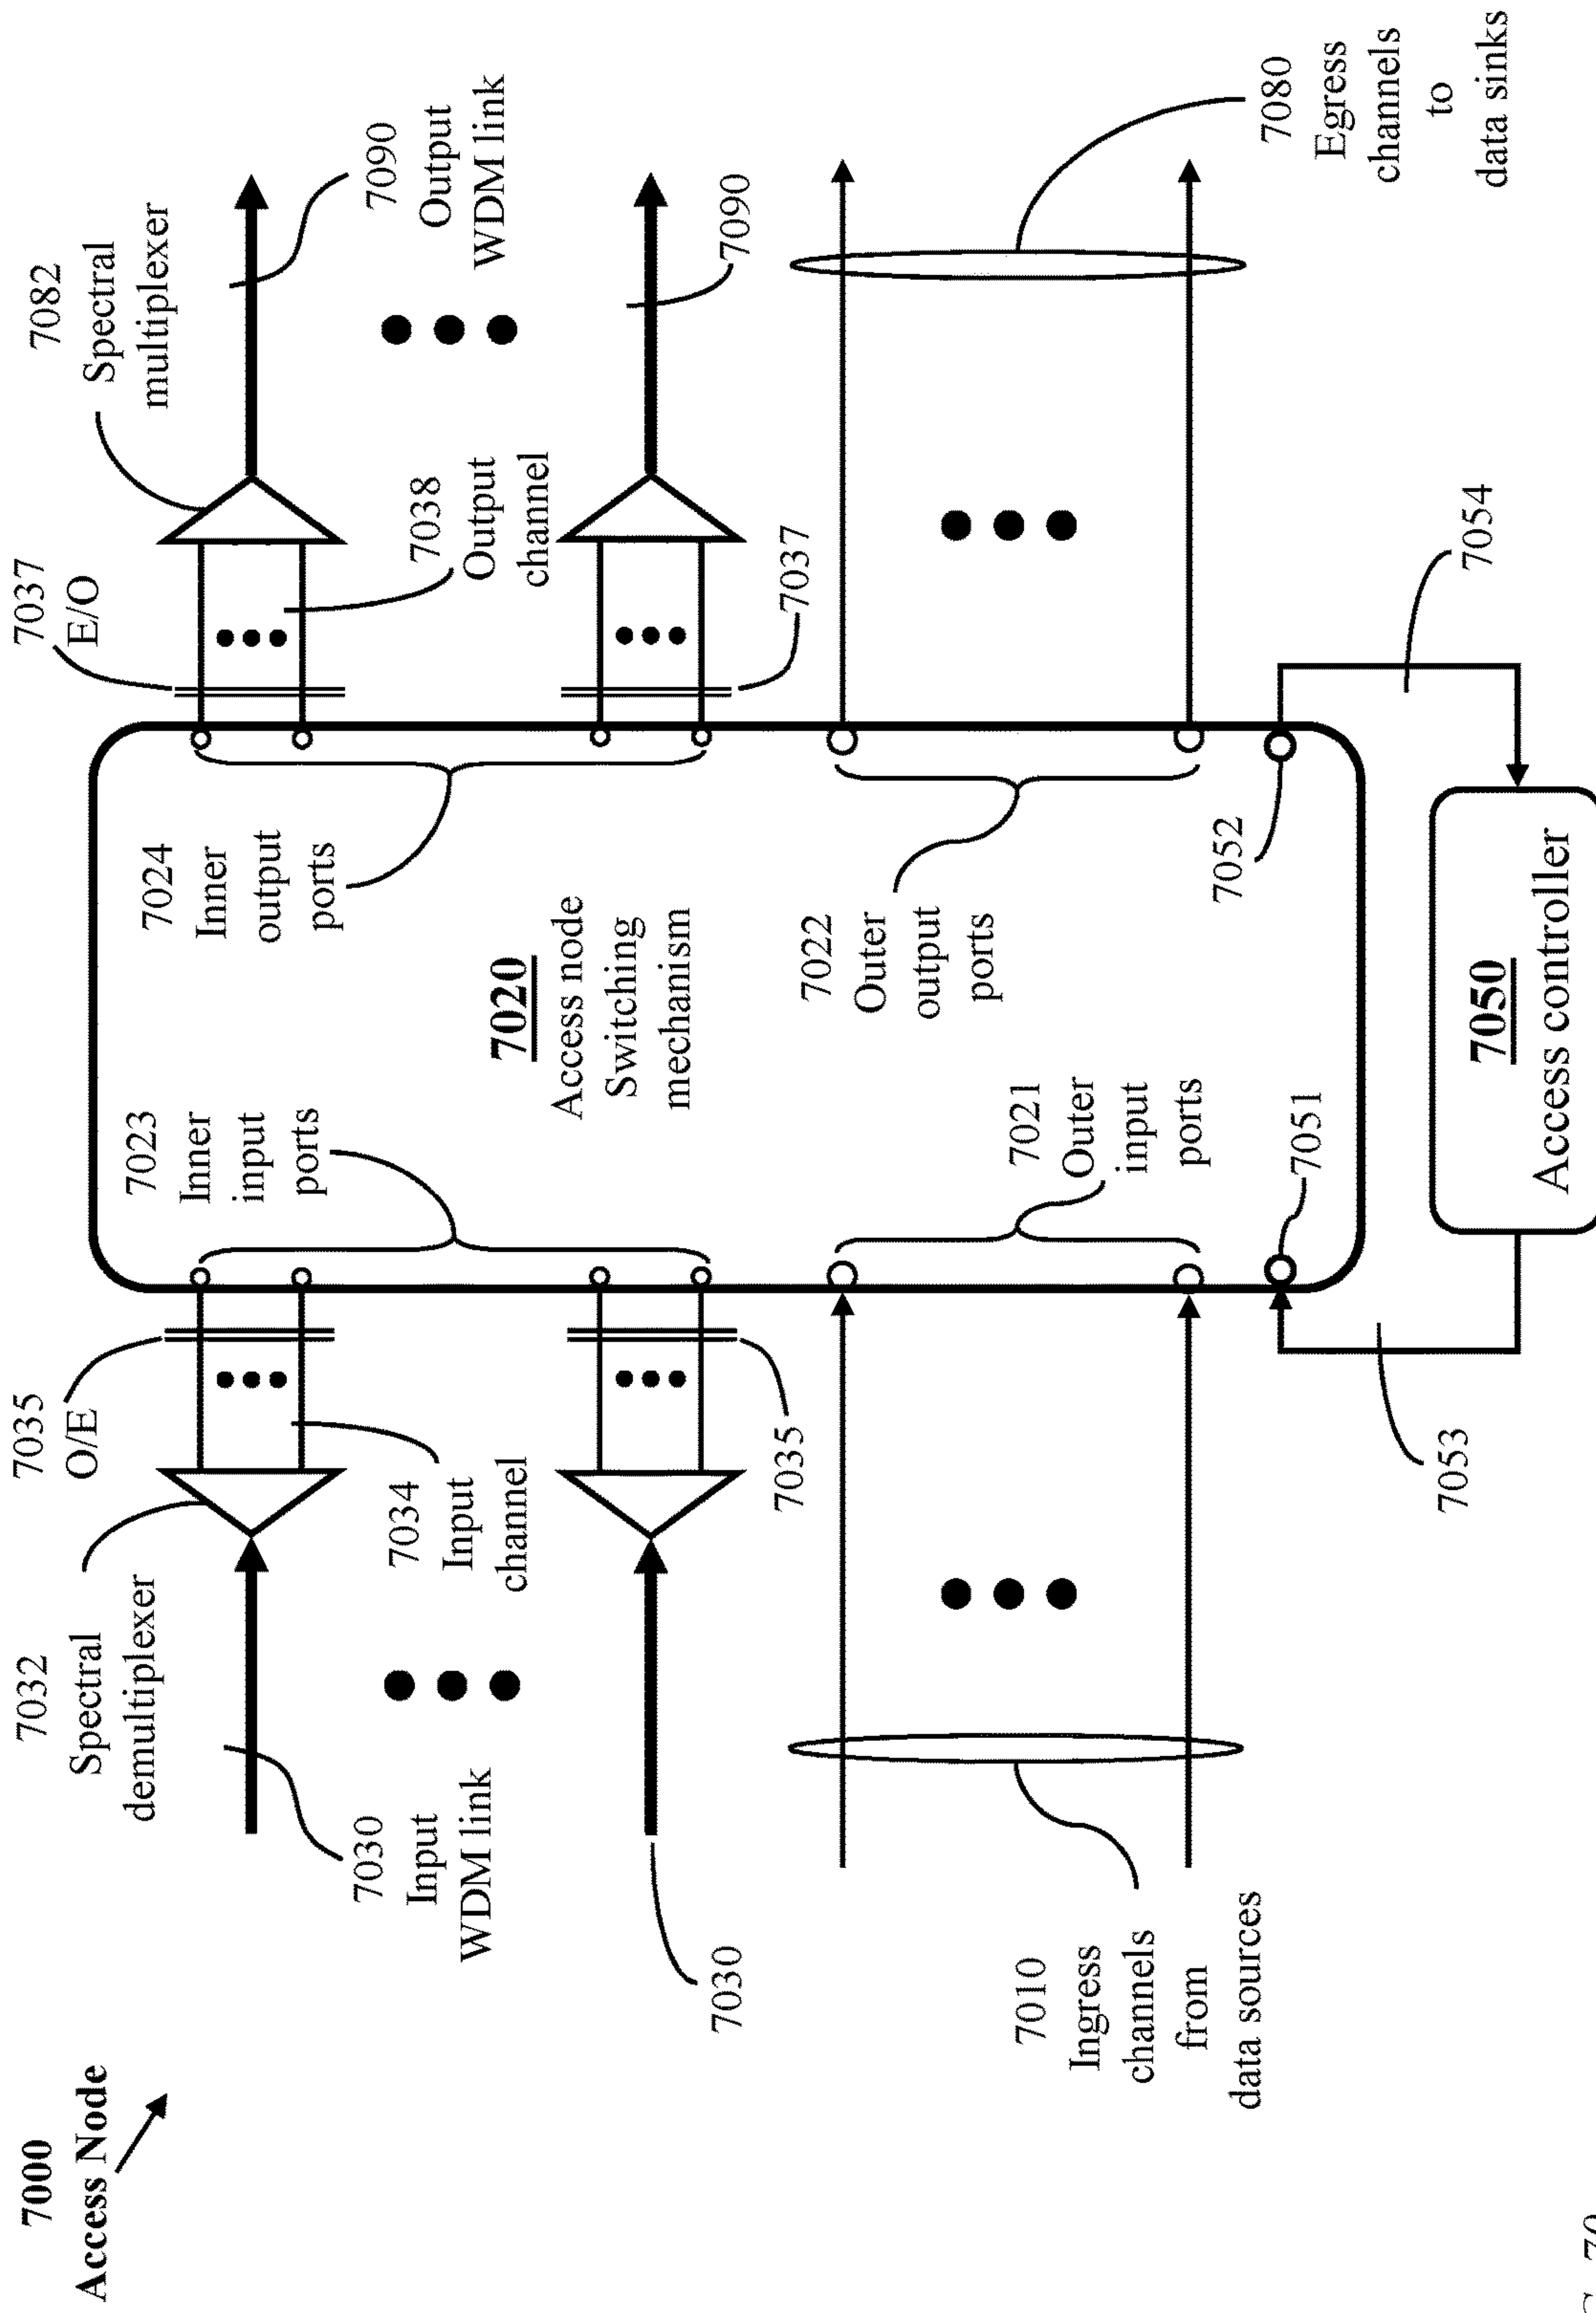 7000
Access Node
7032
Spectral
demultiplexer
7035
O/E
7030
Input
WDM link
7034
Input
channel
7035
7030
7023
Inner
input
ports
7024
Inner
output
ports
7020
Access node
Switching
mechanism
7037
E/O
7082
Spectral
multiplexer
7038
Output
channel
7090
Output
WDM link
7037
7090
7010
Ingress
channels
from
data sources
7021
Outer
input
ports
7022
Outer
output
ports
7080
Egress
channels
to
data sinks
7051
7052
7053
7054
7050
Access controller